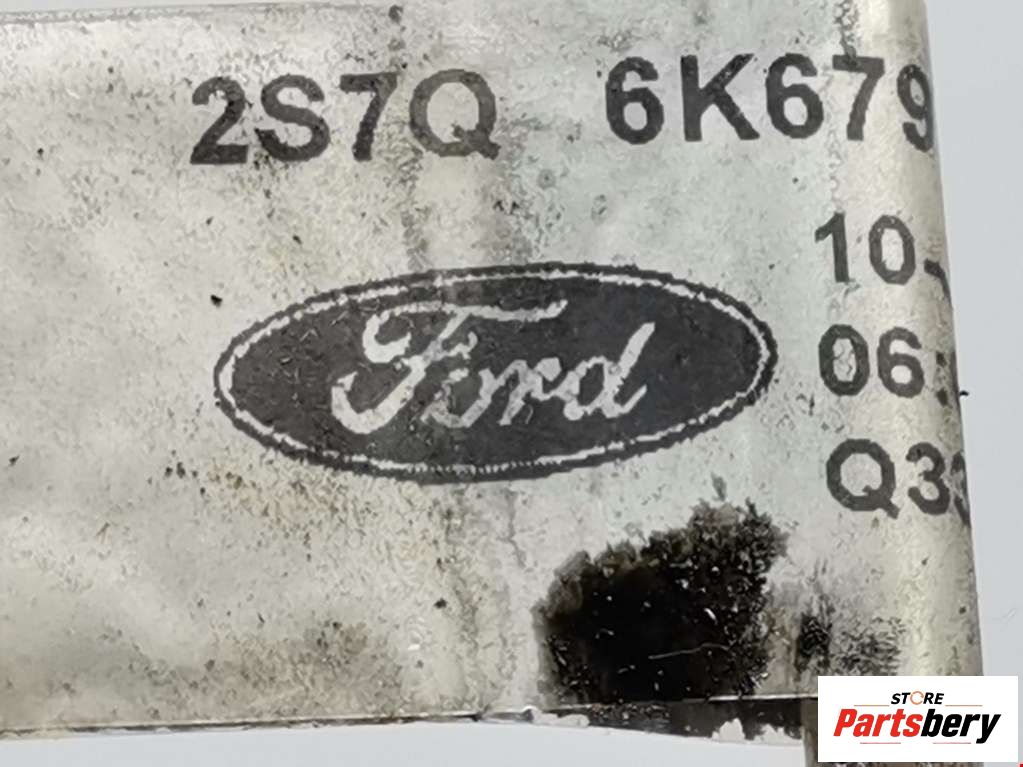 2S7Q 6K679
10
Ford
06:
Q3
STORE
Partsbery